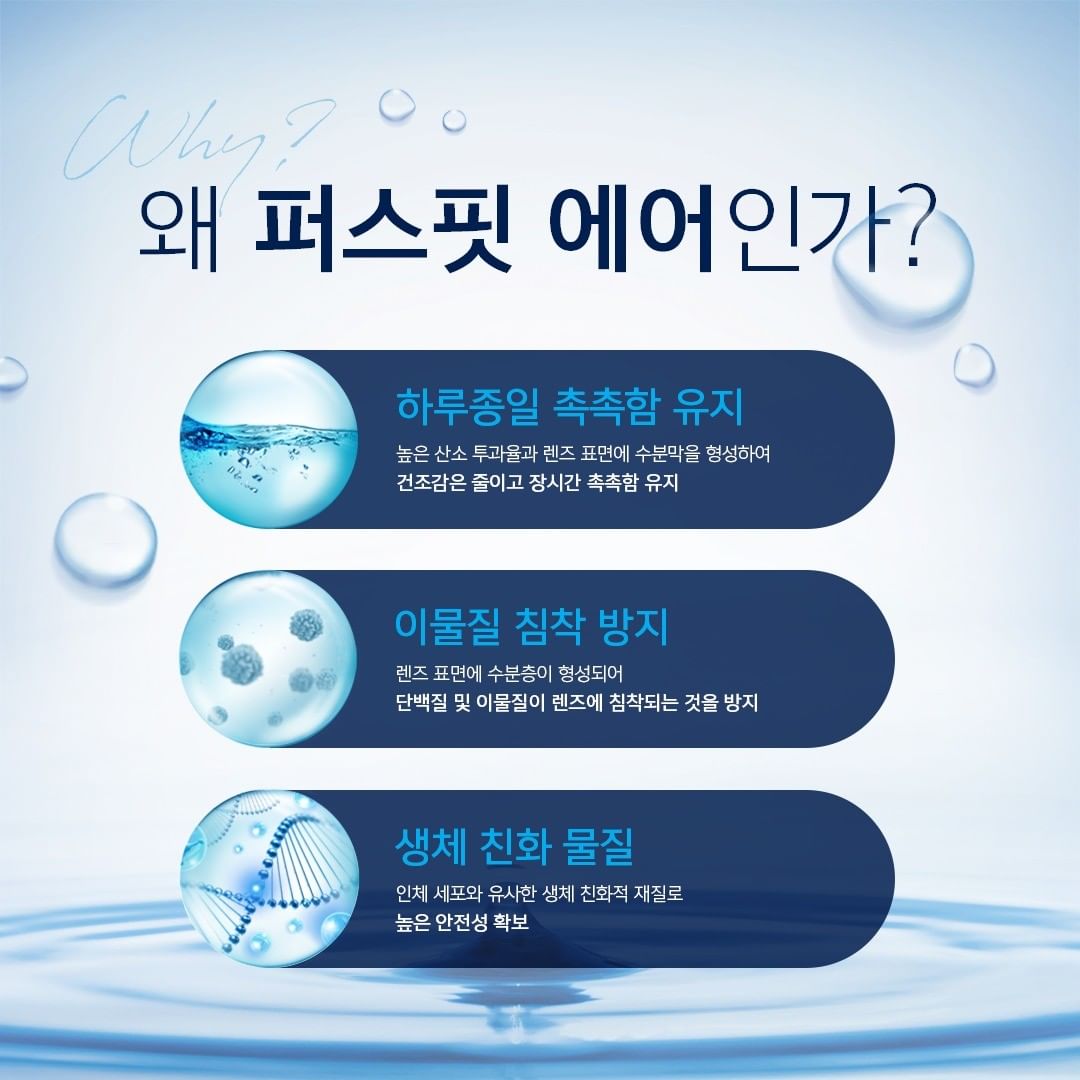 Why?
왜 퍼스핏 에어인가?
하루종일 촉촉함 유지
높은 산소 투과율과 렌즈 표면에 수분막을 형성하여
건조감은 줄이고 장시간 촉촉함 유지
이물질 침착 방지
렌즈 표면에 수분층이 형성되어
단백질 및 이물질이 렌즈에 침착되는 것을 방지
생체 친화 물질
인체 세포와 유사한 생체 친화적 재질로
높은 안전성 확보